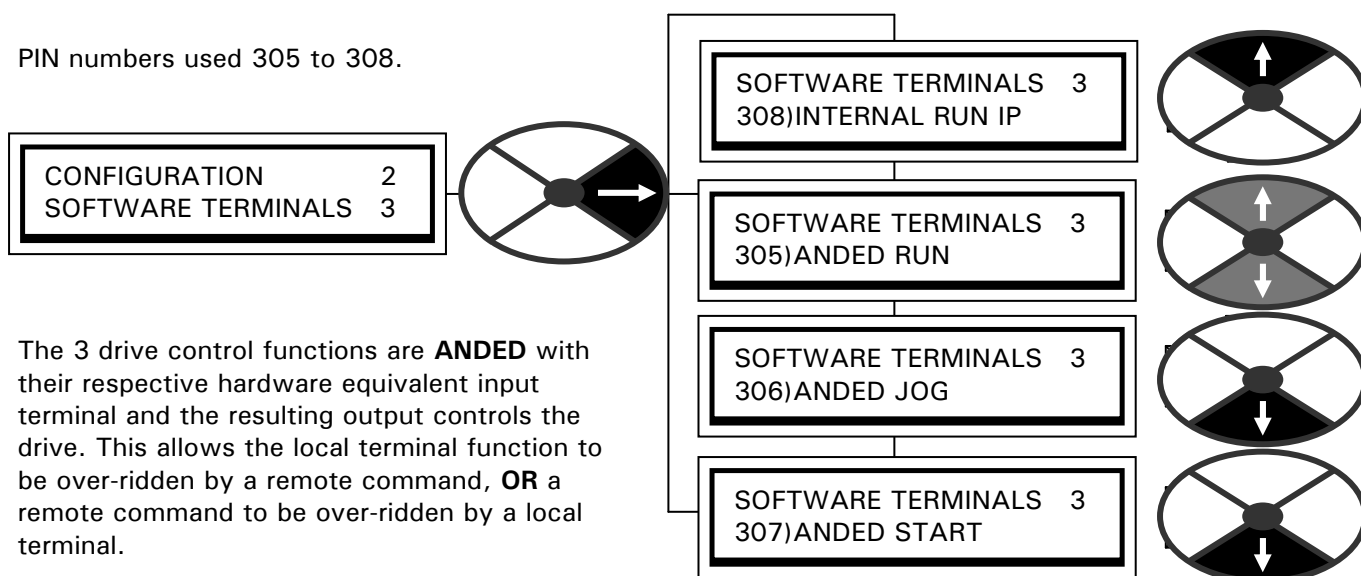 PIN numbers used 305 to 308.
CONFIGURATION 2
SOFTWARE TERMINALS 3
The 3 drive control functions are ANDED with
their respective hardware equivalent input
terminal and the resulting output controls the
drive. This allows the local terminal function to
be over-ridden by a remote command, OR a
remote command to be over-ridden by a local
terminal.
SOFTWARE TERMINALS 3
308)INTERNAL RUN IP
SOFTWARE TERMINALS 3
305)ANDED RUN
SOFTWARE TERMINALS 3
306)ANDED JOG
SOFTWARE TERMINALS 3
307)ANDED START